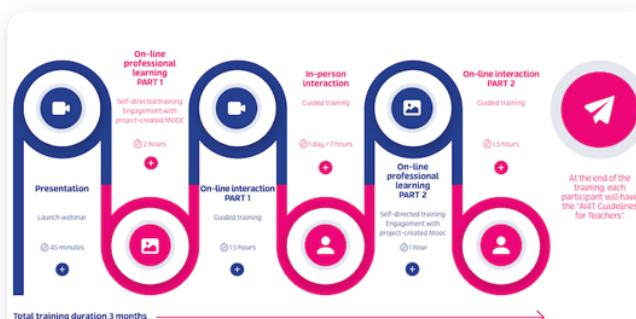 On-line
professional
learning
PART 1
Self-directed training
Engagement with
project-created MOOC
2 hours
In-person
interaction
Guided training
1 day / 7 hours
On-line interaction
PART 2
Guided training
1,5 hours
Presentation
Launch webinar
45 minutes
On-line interaction
PART 1
Guided training
1,5 hours
On-line
professional
learning
PART 2
Self-directed training
Engagement with
project-created Mooc
1 hour
At the end of the
training, each
participant will have
the "AI4T Guidelines
for Teachers".
Total training duration 3 months